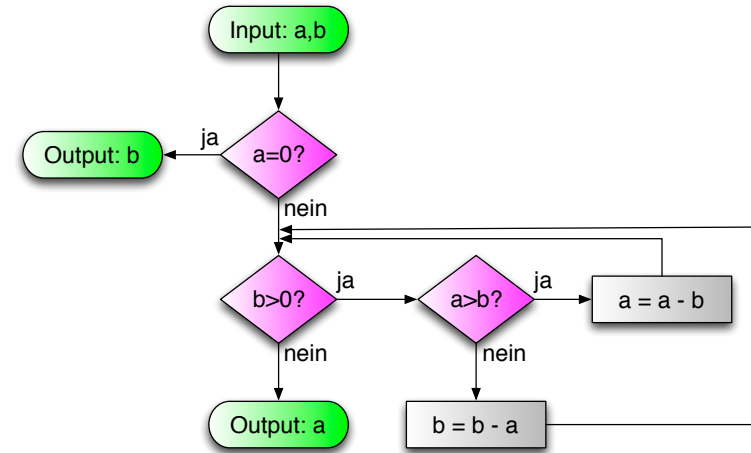 Input: a,b
ja
Output: b
a=0?
nein
b>0?
ja
a>b?
ja
a = a - b
nein
nein
Output: a
b = b - a